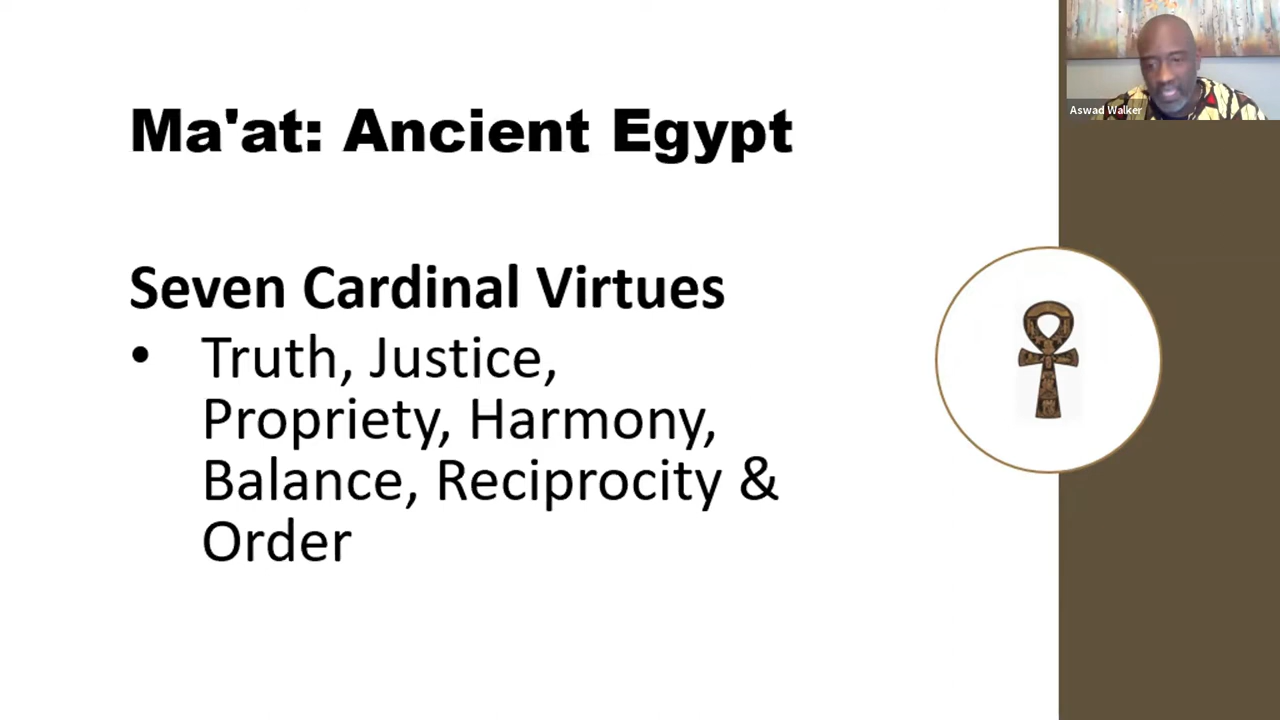 Ma'at: Ancient Egypt
Aswad Walker
Seven Cardinal Virtues
• Truth, Justice,
Propriety, Harmony,
Balance, Reciprocity &
Order